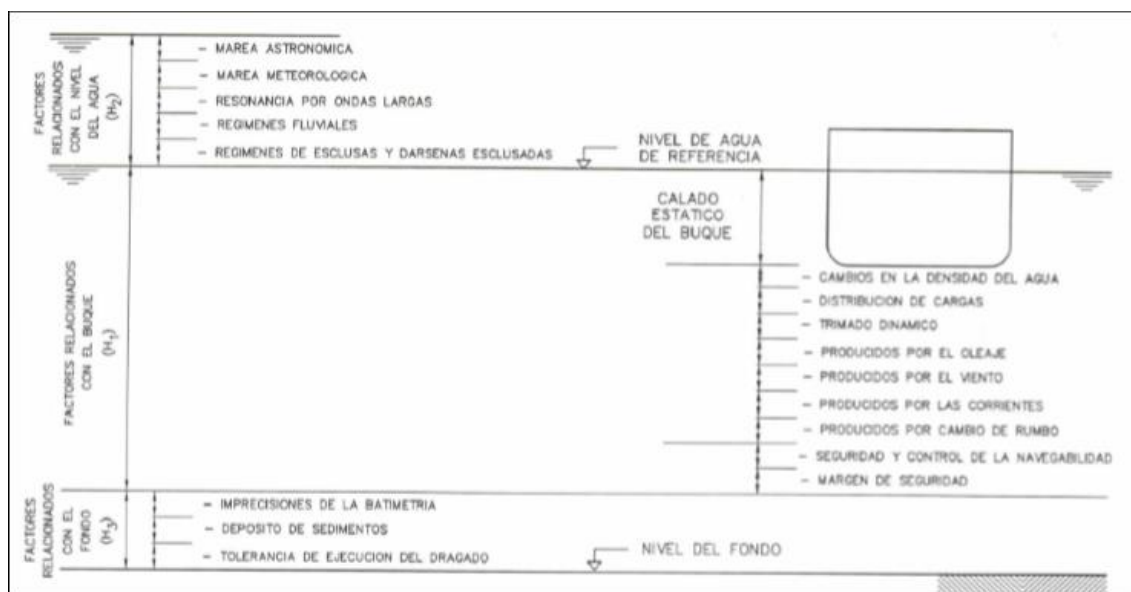 FACTORES
RELACIONADOS
CON EL NIVEL
DEL AGUA
(H2)
- MAREA ASTRONOMICA
- MAREA METEOROLOGICA
- RESONANCIA POR ONDAS LARGAS
- REGIMENES FLUVIALES
- REGIMENES DE ESCLUSAS Y DARSENAS ESCLUSADAS
NIVEL DE AGUA
DE REFERENCIA
FACTORES RELACIONADOS
CON EL BUQUE
(H1)
CALADO
ESTATICO
DEL BUQUE
- CAMBIOS EN LA DENSIDAD DEL AGUA
- DISTRIBUCION DE CARGAS
- TRIMADO DINAMICO
- PRODUCIDOS POR EL OLEAJE
- PRODUCIDOS POR EL VIENTO
- PRODUCIDOS POR LAS CORRIENTES
- PRODUCIDOS POR CAMBIO DE RUMBO
- SEGURIDAD Y CONTROL DE LA NAVEGABILIDAD
- MARGEN DE SEGURIDAD
FACTORES
RELACIONADOS
CON EL
FONDO
(H3)
- IMPRECISIONES DE LA BATIMETRIA
- DEPOSITO DE SEDIMENTOS
- TOLERANCIA DE EJECUCION DEL DRAGADO
NIVEL DEL FONDO